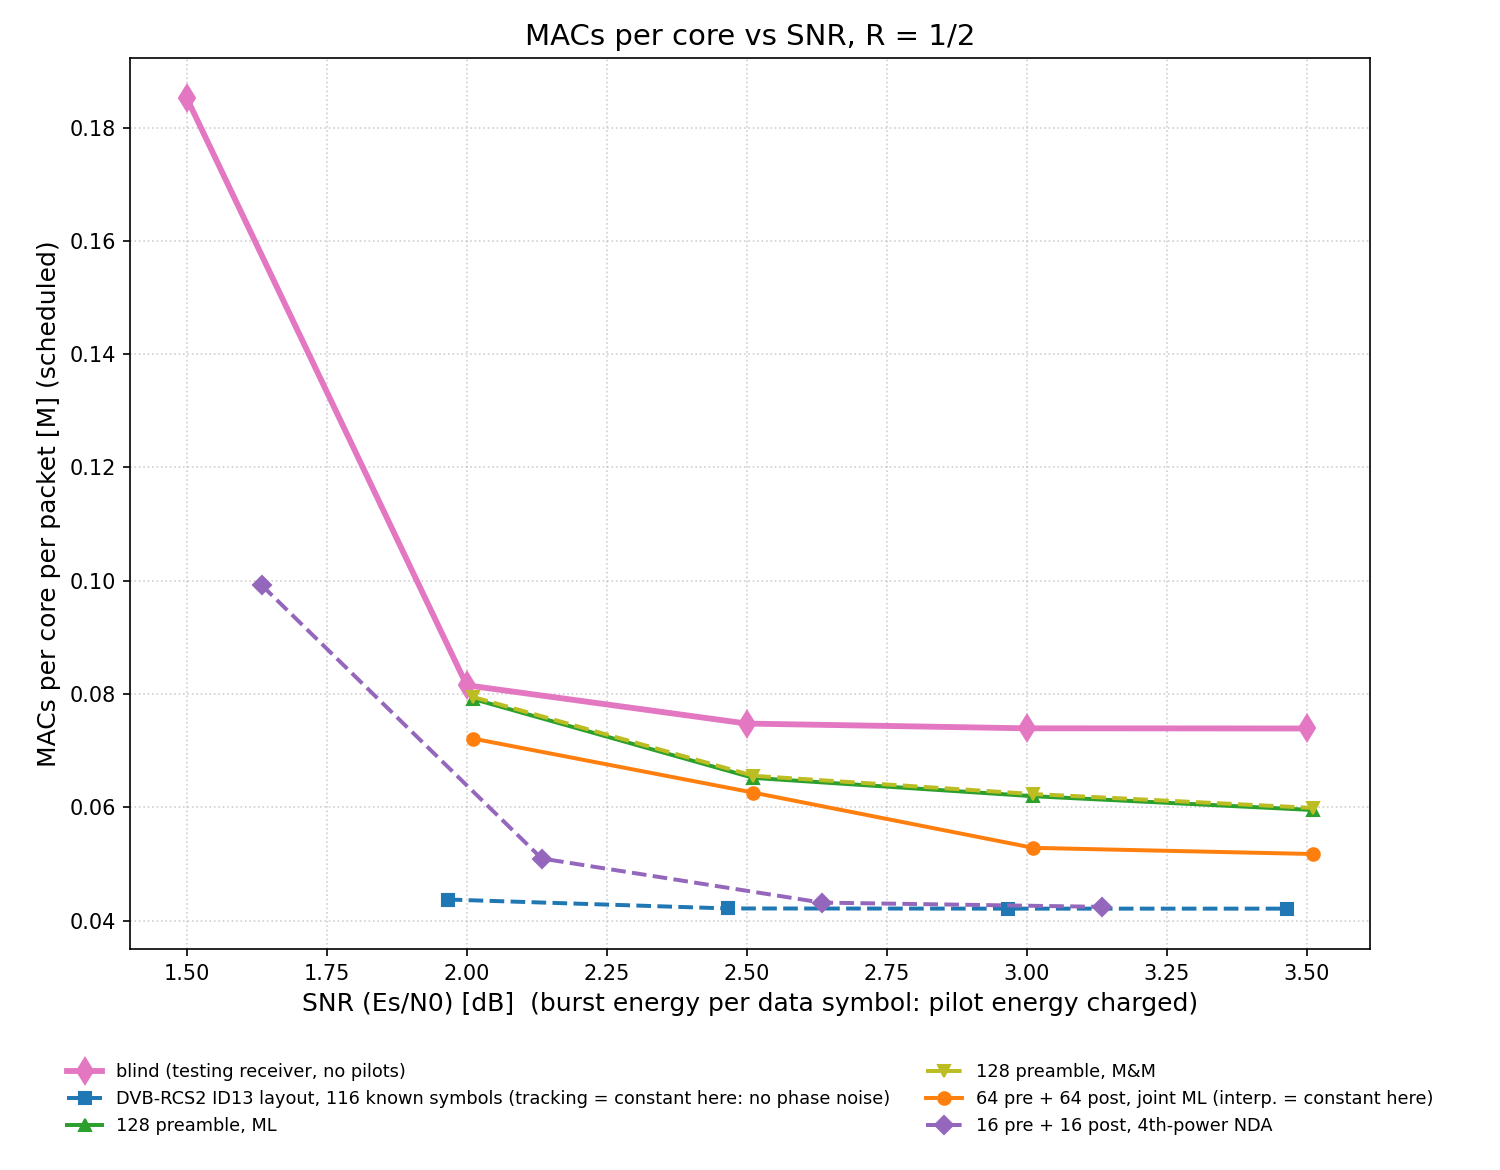 MACs per core vs SNR, R = 1/2
MACs per core per packet [M] (scheduled)
0.18
0.16
0.14
0.12
0.10
0.08
0.06
0.04
1.50 1.75 2.00 2.25 2.50 2.75 3.00 3.25 3.50
SNR (Es/N0) [dB]  (burst energy per data symbol: pilot energy charged)
blind (testing receiver, no pilots)
DVB-RCS2 ID13 layout, 116 known symbols (tracking = constant here: no phase noise)
128 preamble, ML
128 preamble, M&M
64 pre + 64 post, joint ML (interp. = constant here)
16 pre + 16 post, 4th-power NDA